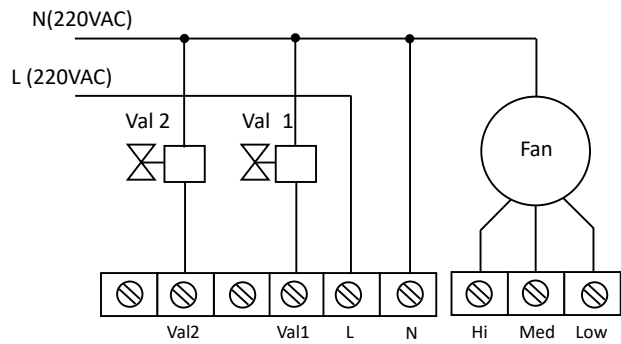 N(220VAC)
L (220VAC)
Val 2
Val 1
Fan
Val2 Val1 L N Hi Med Low